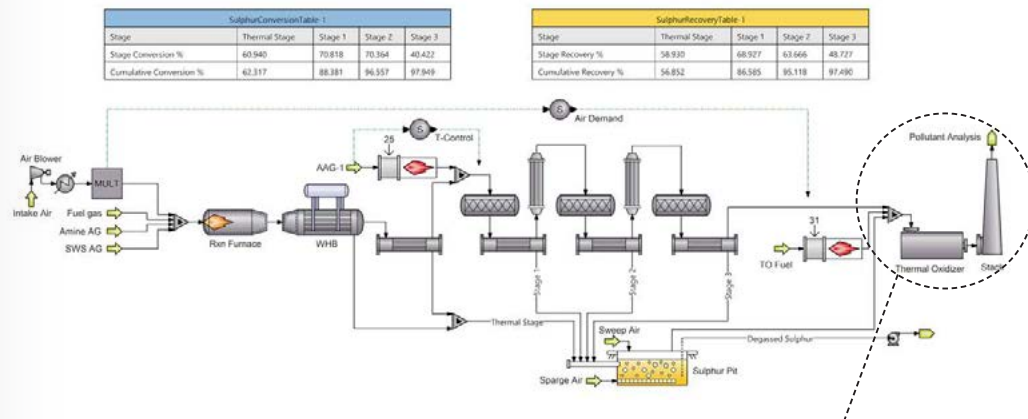 SulphurConversionTable-1
Stage Thermal Stage Stage 1 Stage 2 Stage 3
Stage Conversion % 60.940 70.818 70.364 40.422
Cumulative Conversion % 62.317 88.381 96.557 97.949
SulphurRecoveryTable-1
Stage Thermal Stage Stage 1 Stage 2 Stage 3
Stage Recovery % 58.930 68.927 63.666 48.727
Cumulative Recovery % 56.852 86.585 95.118 97.490
S
Air Demand
S
T-Control
25
AAG-1
Pollutant Analysis
Air Blower
MULT
Intake Air
Fuel gas
Amine AG
SWS AG
Rxn Furnace
WHB
31
TO Fuel
Thermal Oxidizer
Stack
Stage 1
Stage 2
Stage 3
Thermal Stage
Sweep Air
Degassed Sulphur
Sulphur Pit
Sparge Air